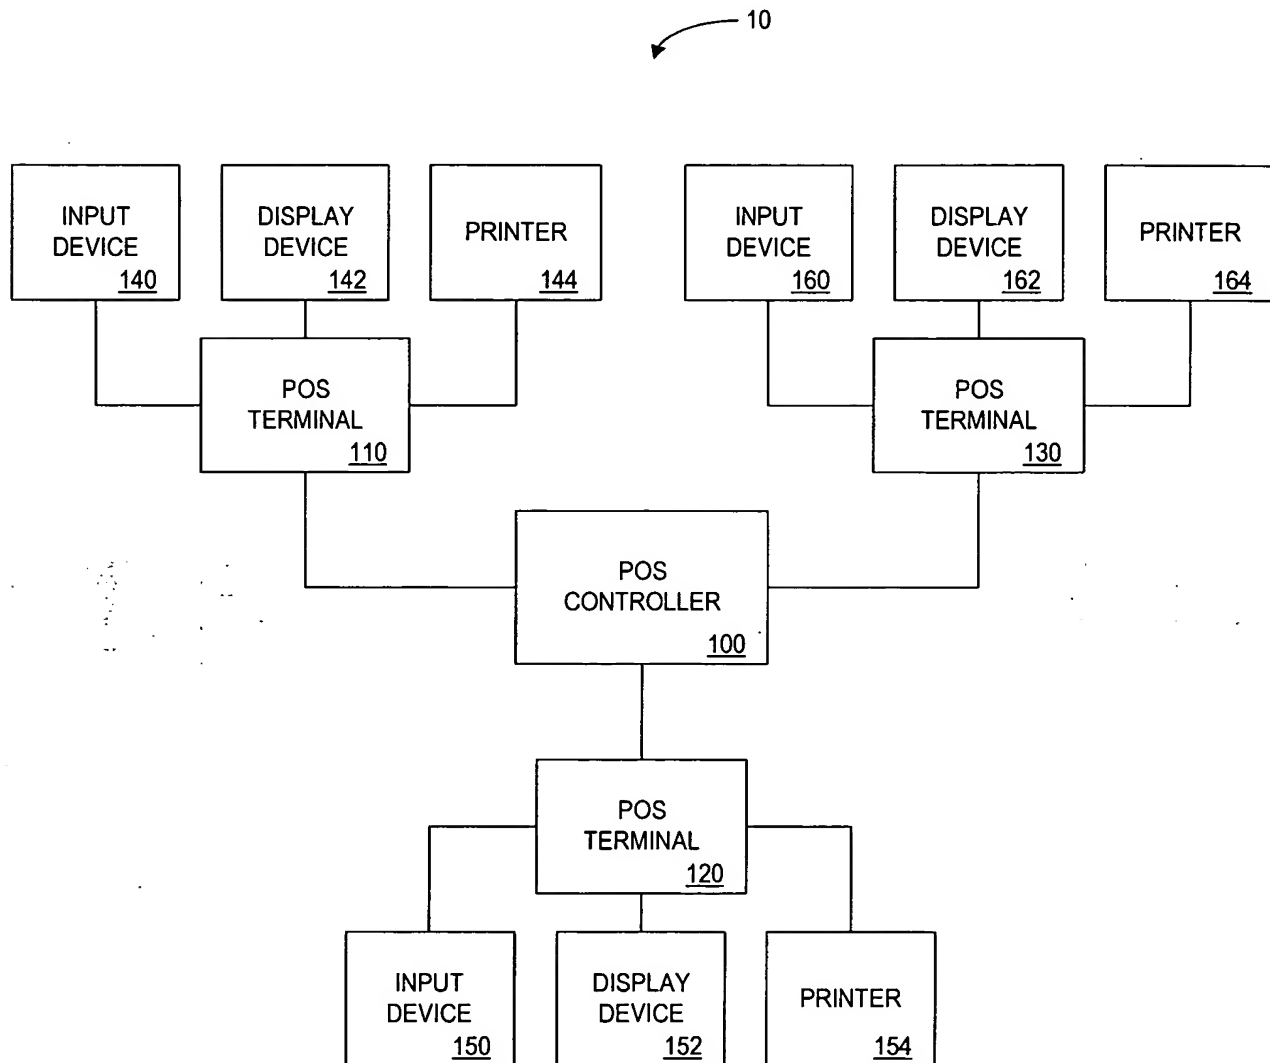 10
INPUT
DEVICE
140
DISPLAY
DEVICE
142
PRINTER
144
INPUT
DEVICE
160
DISPLAY
DEVICE
162
PRINTER
164
POS
TERMINAL
110
POS
TERMINAL
130
POS
CONTROLLER
100
POS
TERMINAL
120
INPUT
DEVICE
150
DISPLAY
DEVICE
152
PRINTER
154